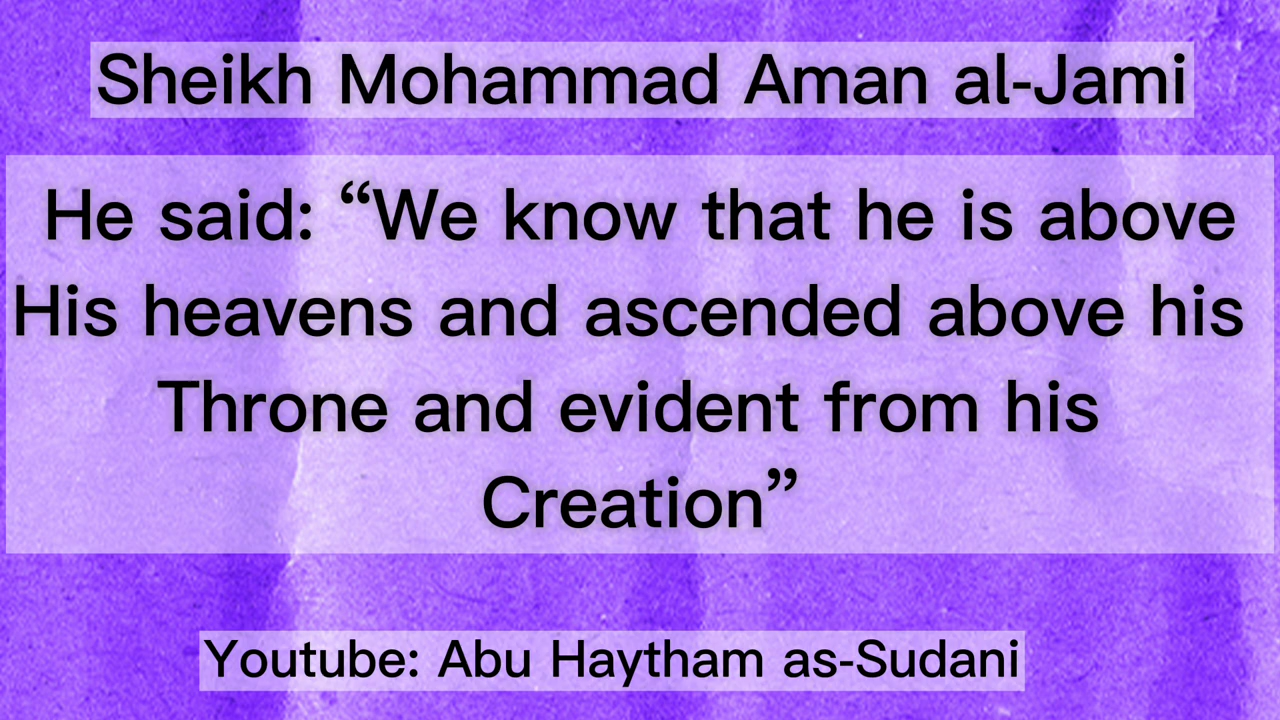 Sheikh Mohammad Aman al-Jami
He said: “We know that he is above
His heavens and ascended above his
Throne and evident from his
Creation”
Youtube: Abu Haytham as-Sudani